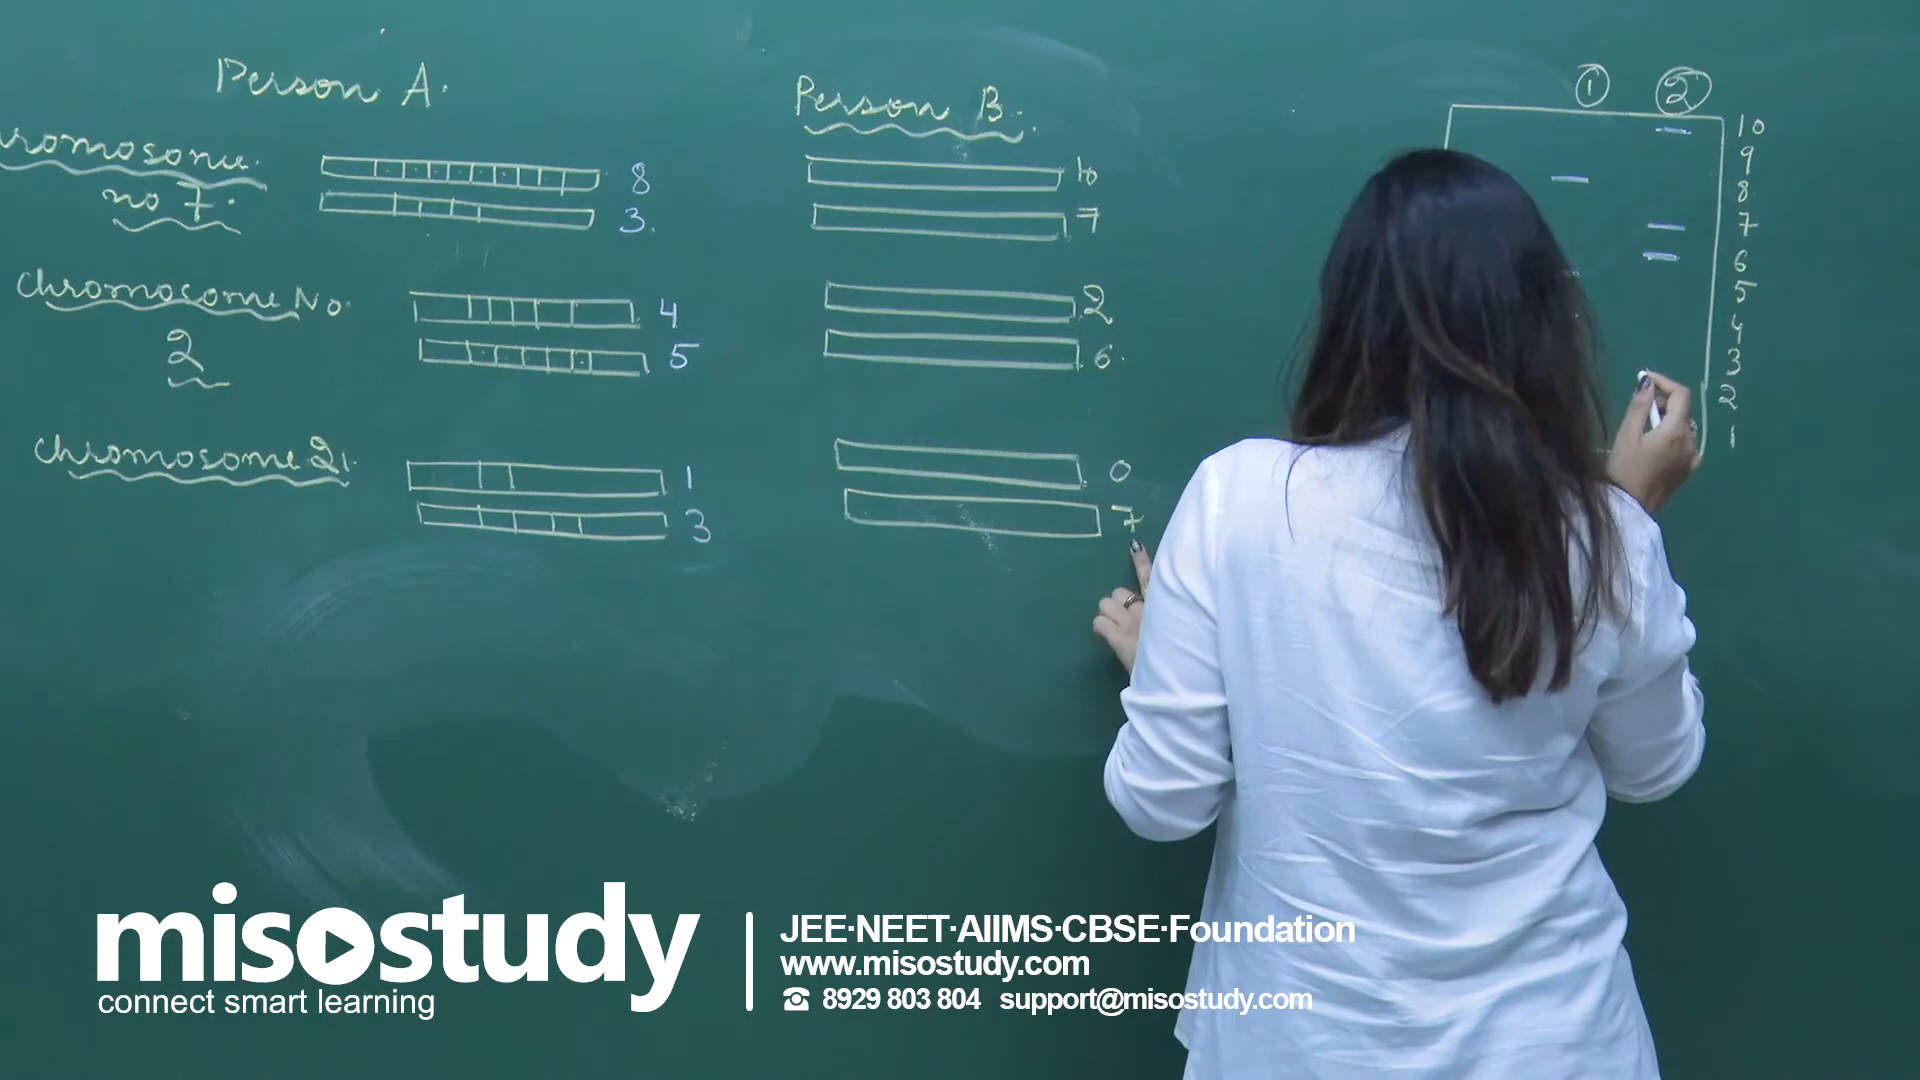 Person A.
Person B.
① ②
chromosome
no 7.
8
3.
10
7
chromosome No.
2
4
5
2
6.
chromosome 21.
1
3
0
7
10
9
8
7
6
5
4
3
2
1
misostudy
connect smart learning
JEE·NEET·AIIMS·CBSE·Foundation
www.misostudy.com
8929 803 804 support@misostudy.com